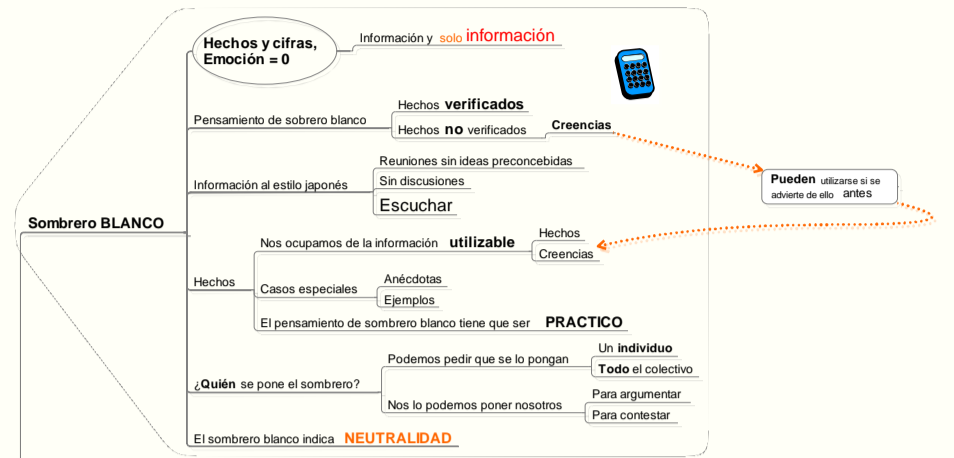 Hechos y cifras,
Emoción = 0
Información y solo información
Pensamiento de sobrero blanco
Hechos verificados
Hechos no verificados
Creencias
Pueden utilizarse si se
advierte de ello antes
Información al estilo japonés
Reuniones sin ideas preconcebidas
Sin discusiones
Escuchar
Sombrero BLANCO
Hechos
Nos ocupamos de la información utilizable
Hechos
Creencias
Casos especiales
Anécdotas
Ejemplos
El pensamiento de sombrero blanco tiene que ser PRACTICO
¿Quién se pone el sombrero?
Podemos pedir que se lo pongan
Un individuo
Todo el colectivo
Nos lo podemos poner nosotros
Para argumentar
Para contestar
El sombrero blanco indica NEUTRALIDAD